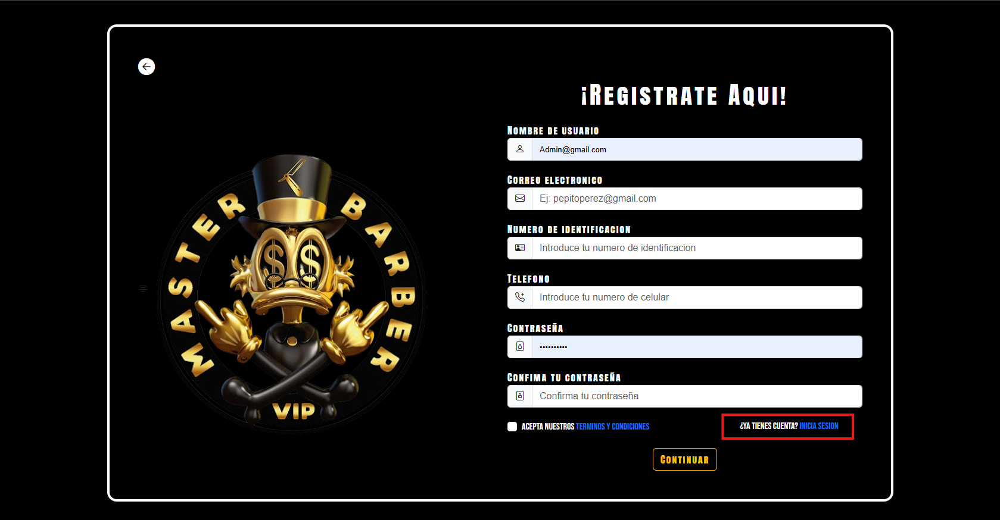 ¡Registrate Aqui!
Nombre de usuario
Admin@gmail.com
Correo electronico
Ej: pepitoperez@gmail.com
Numero de identificacion
Introduce tu numero de identificacion
Telefono
Introduce tu numero de celular
Contraseña
••••••••••
Confima tu contraseña
Confirma tu contraseña
ACEPTA NUESTROS TERMINOS Y CONDICIONES
¿YA TIENES CUENTA? INICIA SESION
Continuar
MASTER BARBER
VIP